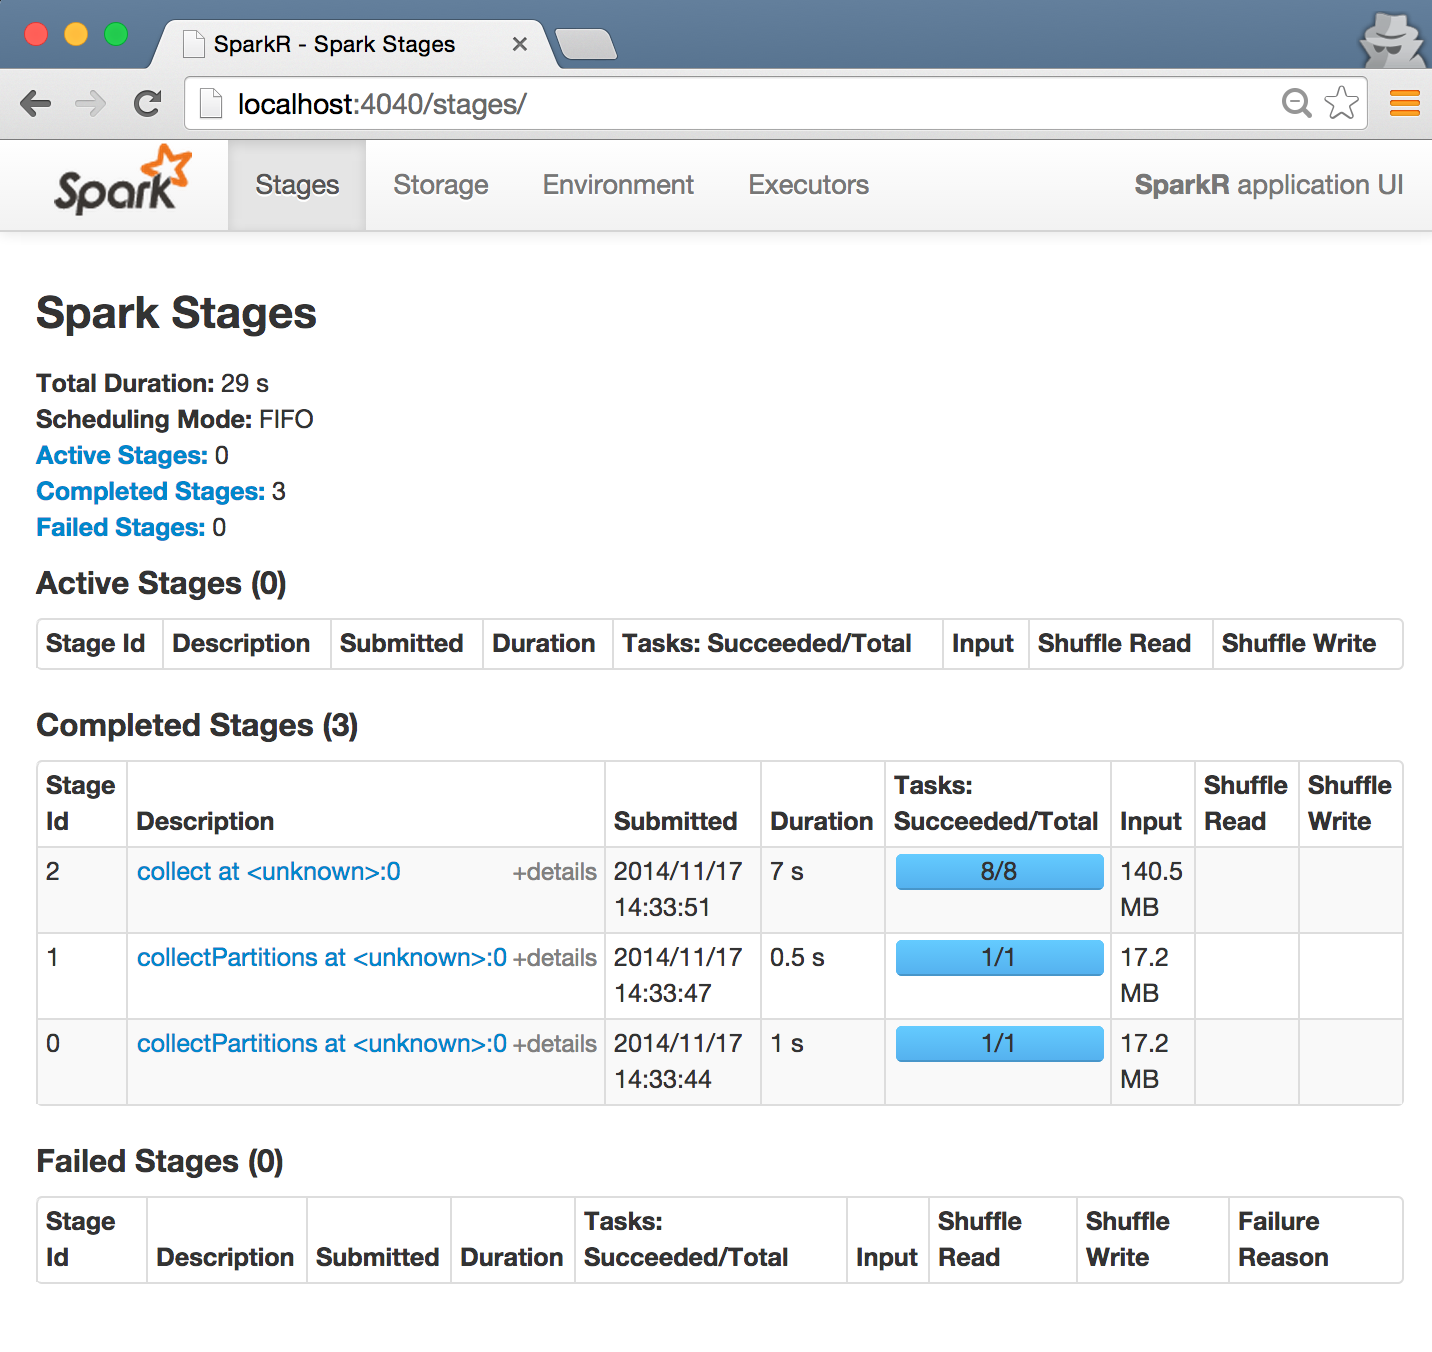 SparkR - Spark Stages
localhost:4040/stages/
Spark Stages Storage Environment Executors SparkR application UI
Spark Stages
Total Duration: 29 s
Scheduling Mode: FIFO
Active Stages: 0
Completed Stages: 3
Failed Stages: 0
Active Stages (0)
Stage Id Description Submitted Duration Tasks: Succeeded/Total Input Shuffle Read Shuffle Write
Completed Stages (3)
Stage Tasks: Shuffle Shuffle
Id Description Submitted Duration Succeeded/Total Input Read Write
2 collect at <unknown>:0 +details 2014/11/17 7 s 8/8 140.5
14:33:51 MB
1 collectPartitions at <unknown>:0 +details 2014/11/17 0.5 s 1/1 17.2
14:33:47 MB
0 collectPartitions at <unknown>:0 +details 2014/11/17 1 s 1/1 17.2
14:33:44 MB
Failed Stages (0)
Stage Tasks: Shuffle Shuffle Failure
Id Description Submitted Duration Succeeded/Total Input Read Write Reason